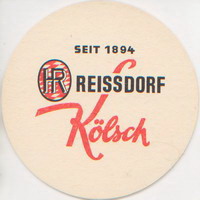 SEIT 1894
HR REISSDORF
Kölsch